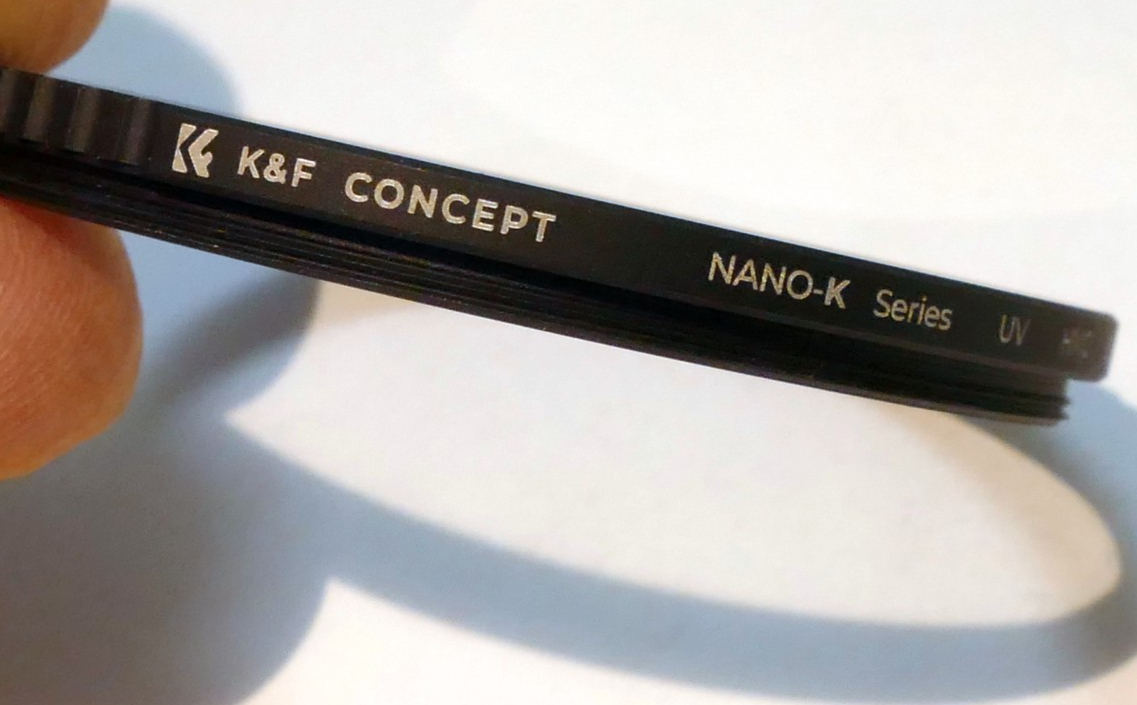 K&F CONCEPT NANO-K Series UV